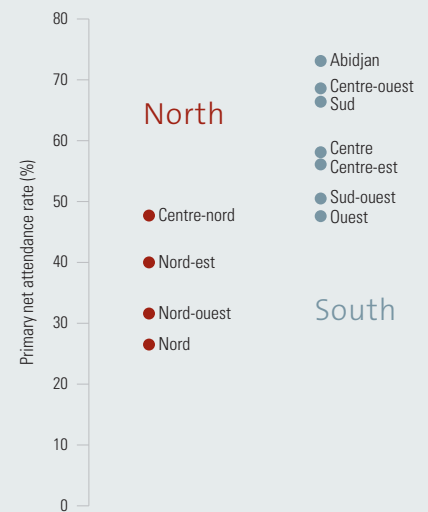 Primary net attendance rate (%)
80
70
60
50
40
30
20
10
0
North
Centre-nord
Nord-est
Nord-ouest
Nord
Abidjan
Centre-ouest
Sud
Centre
Centre-est
Sud-ouest
Ouest
South